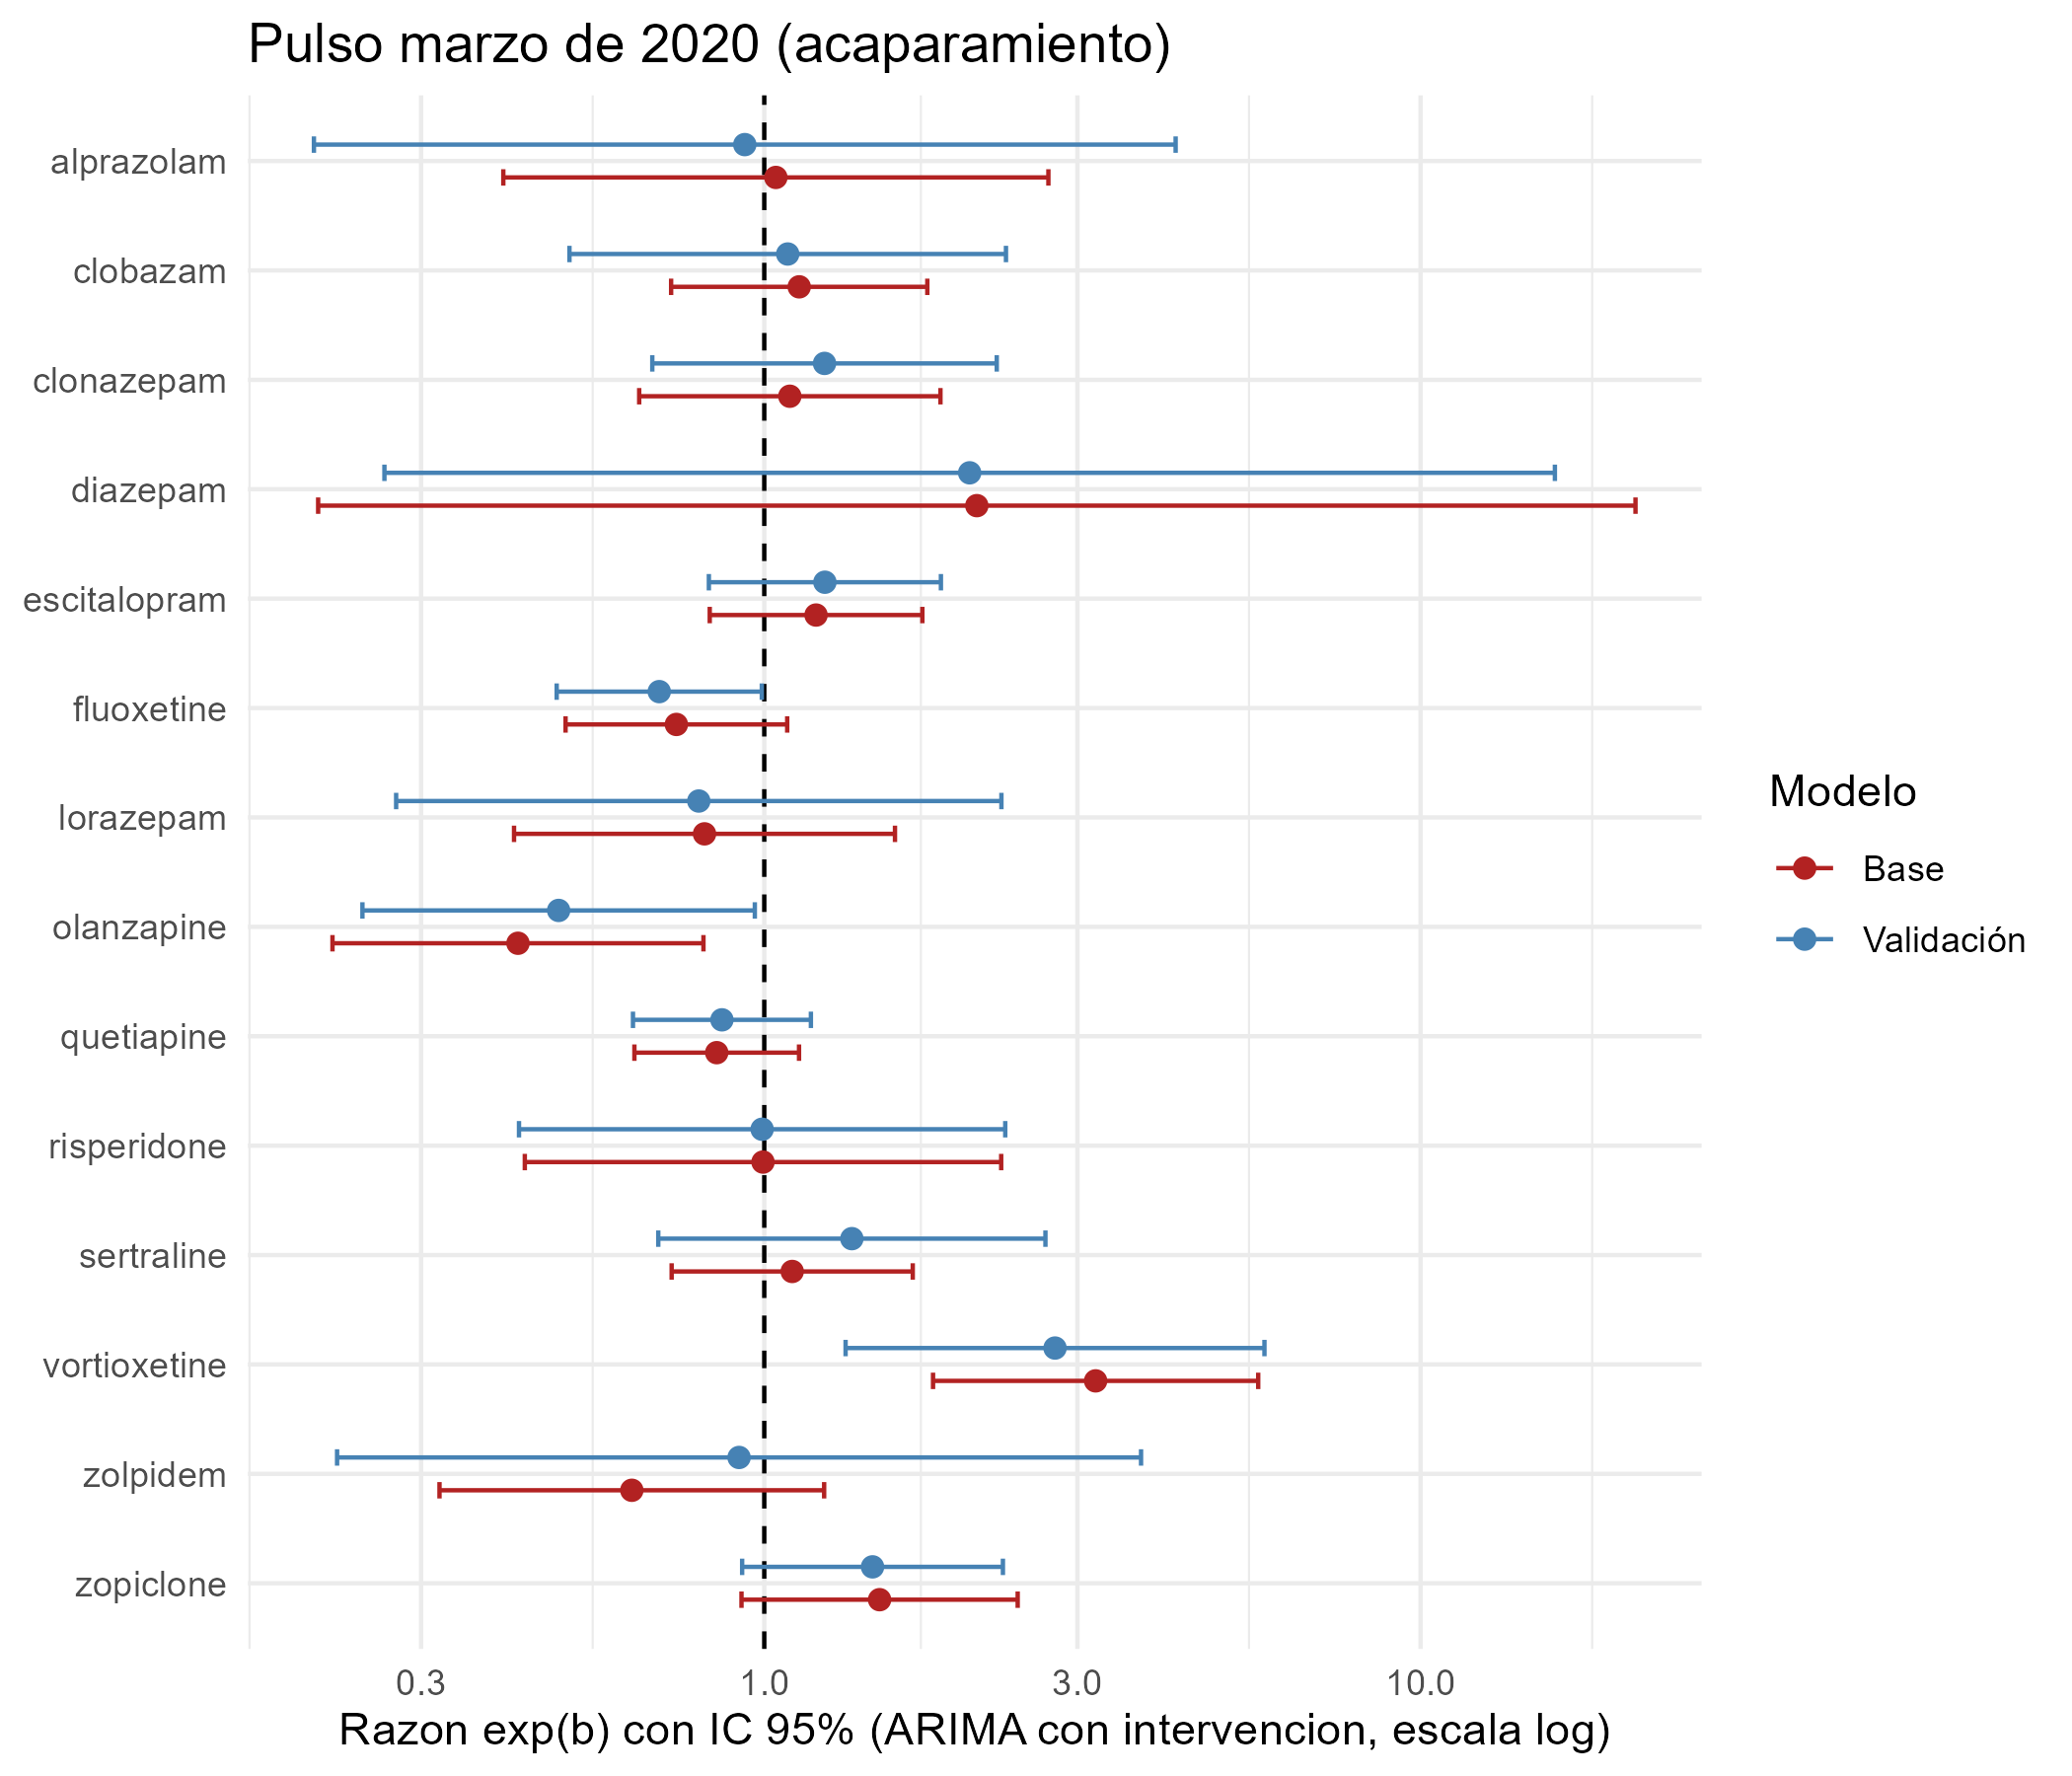 Pulso marzo de 2020 (acaparamiento)
alprazolam
clobazam
clonazepam
diazepam
escitalopram
fluoxetine
lorazepam
olanzapine
quetiapine
risperidone
sertraline
vortioxetine
zolpidem
zopiclone
0.3 1.0 3.0 10.0
Razon exp(b) con IC 95% (ARIMA con intervencion, escala log)
Modelo
Base
Validación